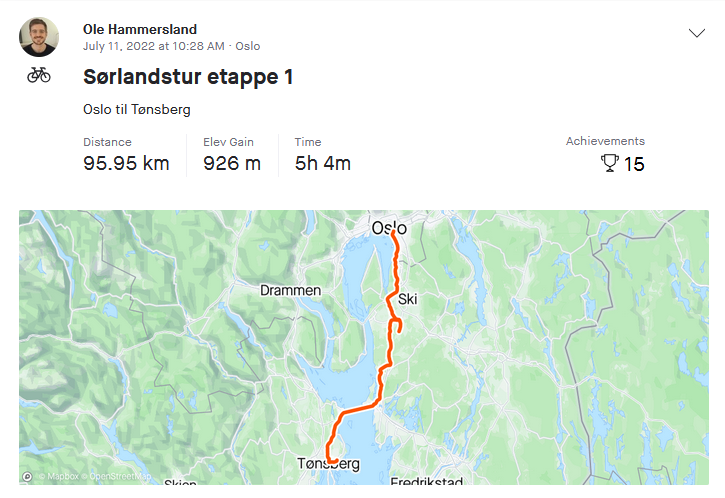 Ole Hammersland
July 11, 2022 at 10:28 AM · Oslo
Sørlandstur etappe 1
Oslo til Tønsberg
Distance
95.95 km
Elev Gain
926 m
Time
5h 4m
Achievements
15
Oslo
Drammen
Ski
Tønsberg
Fredrikstad
Skien
© Mapbox © OpenStreetMap